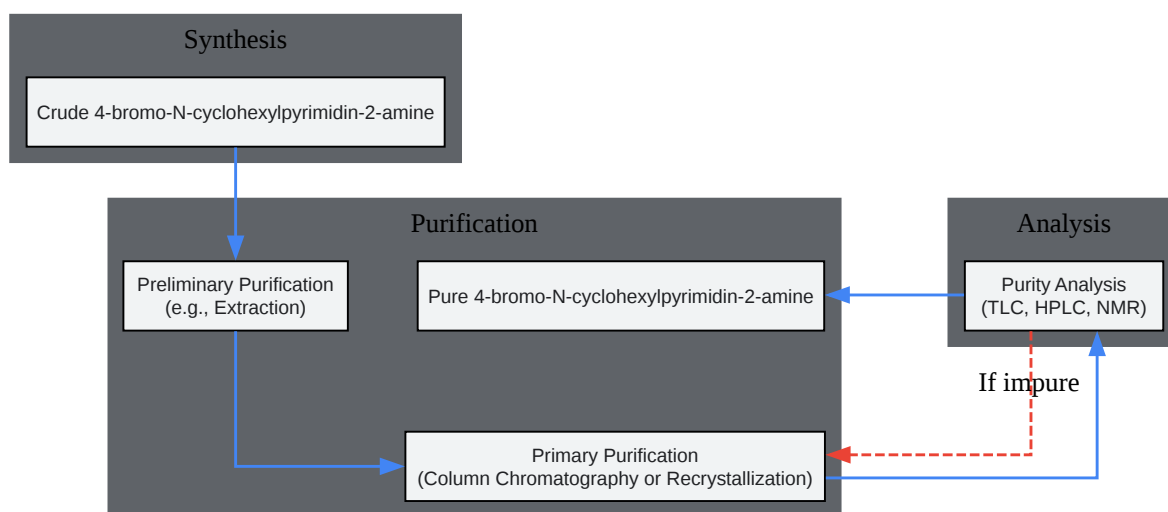 Synthesis
Crude 4-bromo-N-cyclohexylpyrimidin-2-amine
Purification
Analysis
Preliminary Purification
(e.g., Extraction)
Pure 4-bromo-N-cyclohexylpyrimidin-2-amine
Purity Analysis
(TLC, HPLC, NMR)
If impure
Primary Purification
(Column Chromatography or Recrystallization)